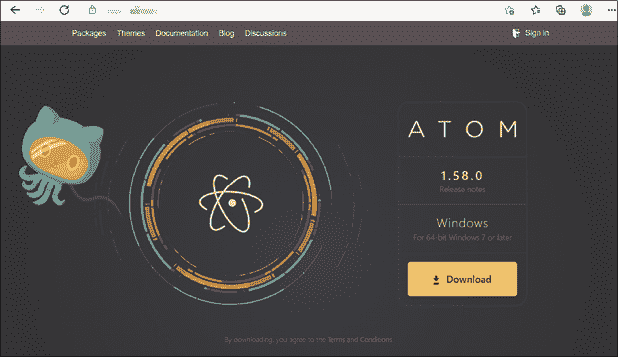 Packages Themes Documentation Blog Discussions Sign in
ATOM
1.58.0
Release notes
Windows
For 64-bit Windows 7 or later
Download
By downloading, you agree to the Terms and Conditions